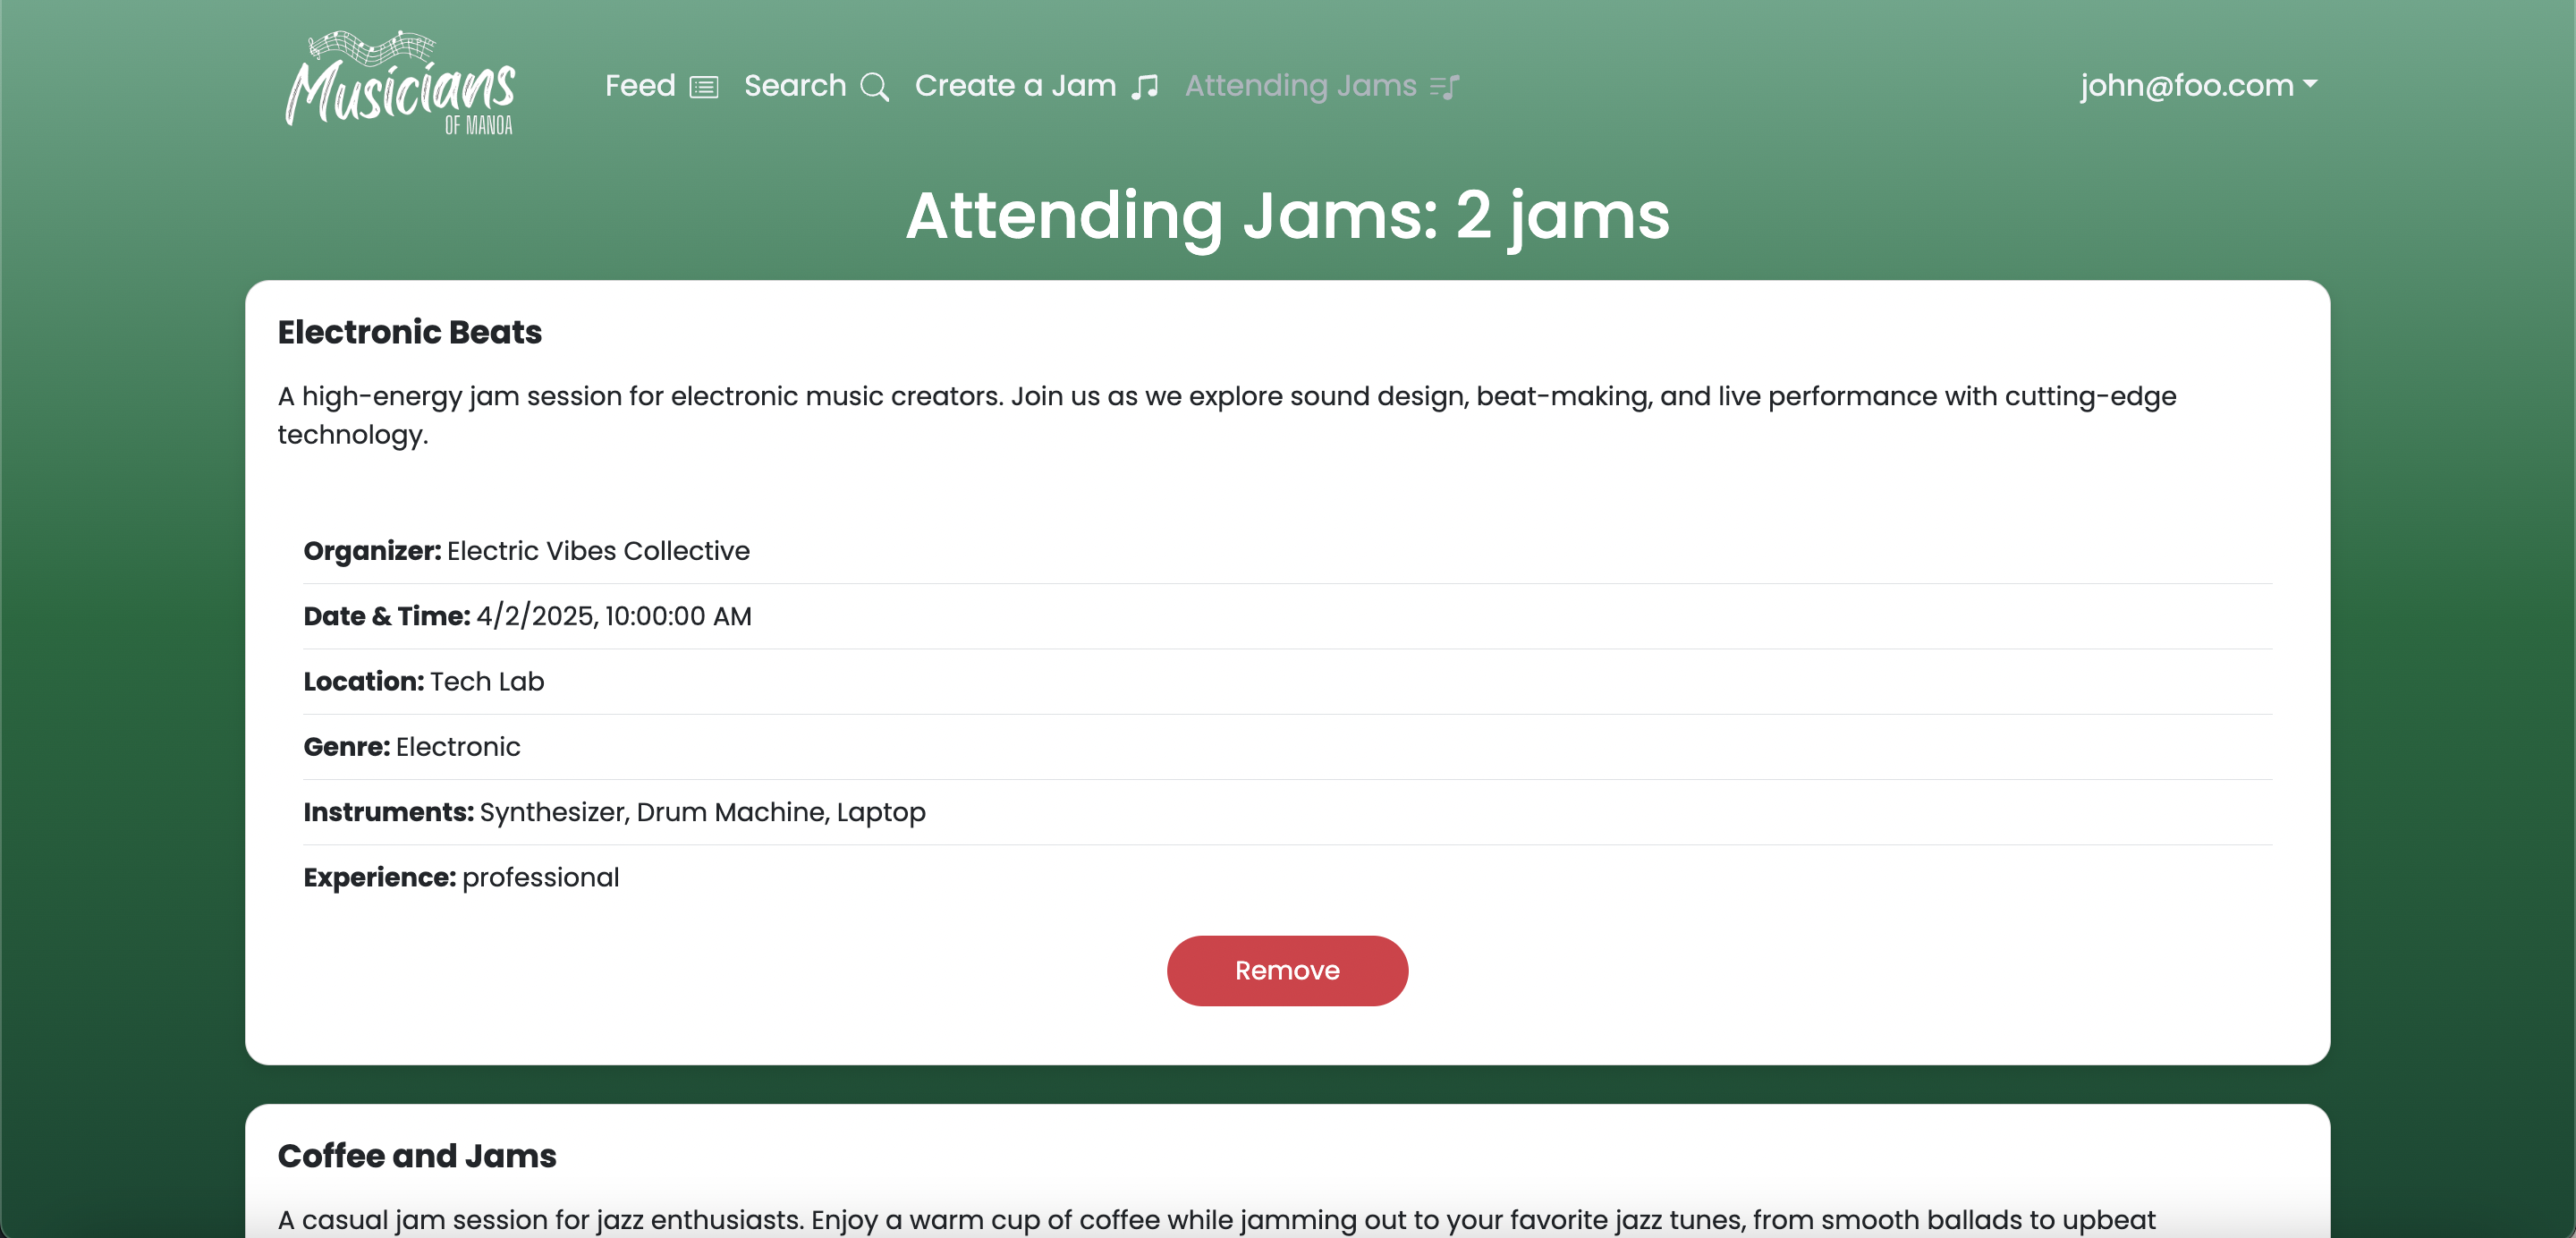 Musicians
OF MANOA
Feed Search Create a Jam Attending Jams john@foo.com
Attending Jams: 2 jams
Electronic Beats
A high-energy jam session for electronic music creators. Join us as we explore sound design, beat-making, and live performance with cutting-edge
technology.
Organizer: Electric Vibes Collective
Date & Time: 4/2/2025, 10:00:00 AM
Location: Tech Lab
Genre: Electronic
Instruments: Synthesizer, Drum Machine, Laptop
Experience: professional
Remove
Coffee and Jams
A casual jam session for jazz enthusiasts. Enjoy a warm cup of coffee while jamming out to your favorite jazz tunes, from smooth ballads to upbeat